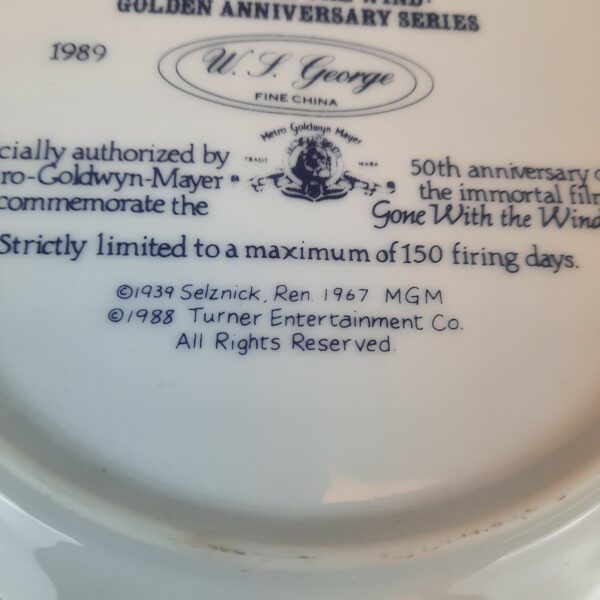 WIND"
GOLDEN ANNIVERSARY SERIES
1989
W. S. George
FINE CHINA
cially authorized by
ro-Goldwyn-Mayer
commemorate the
Metro Goldwyn Mayer
TRADE MARK
50th anniversary o
the immortal film
Gone With the Wind
Strictly limited to a maximum of 150 firing days.
©1939 Selznick, Ren. 1967 MGM
©1988 Turner Entertainment Co.
All Rights Reserved.